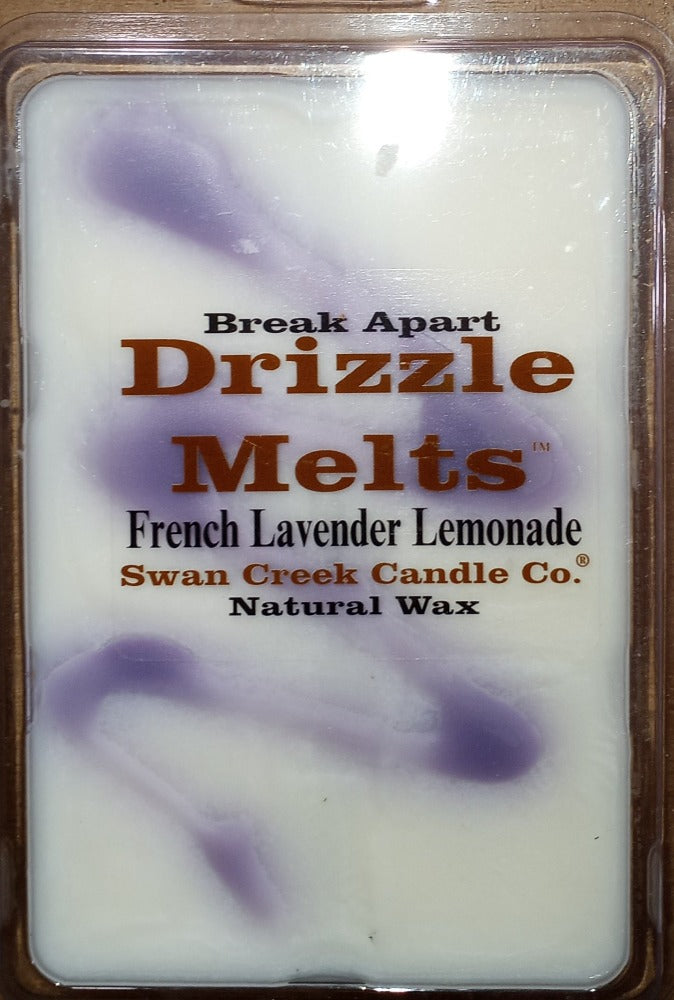 Break Apart
Drizzle
Melts™
French Lavender Lemonade
Swan Creek Candle Co.®
Natural Wax